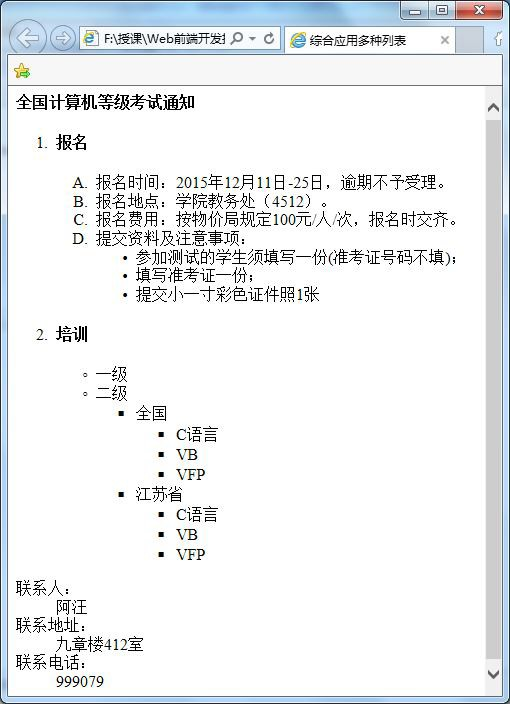 F:\授课\Web前端开发技
综合应用多种列表
全国计算机等级考试通知
1. 报名
A. 报名时间：2015年12月11日-25日，逾期不予受理。
B. 报名地点：学院教务处（4512）。
C. 报名费用：按物价局规定100元/人/次，报名时交齐。
D. 提交资料及注意事项：
• 参加测试的学生须填写一份(准考证号码不填)；
• 填写准考证一份；
• 提交小一寸彩色证件照1张
2. 培训
◦ 一级
◦ 二级
▪ 全国
▪ C语言
▪ VB
▪ VFP
▪ 江苏省
▪ C语言
▪ VB
▪ VFP
联系人：
阿汪
联系地址：
九章楼412室
联系电话：
999079